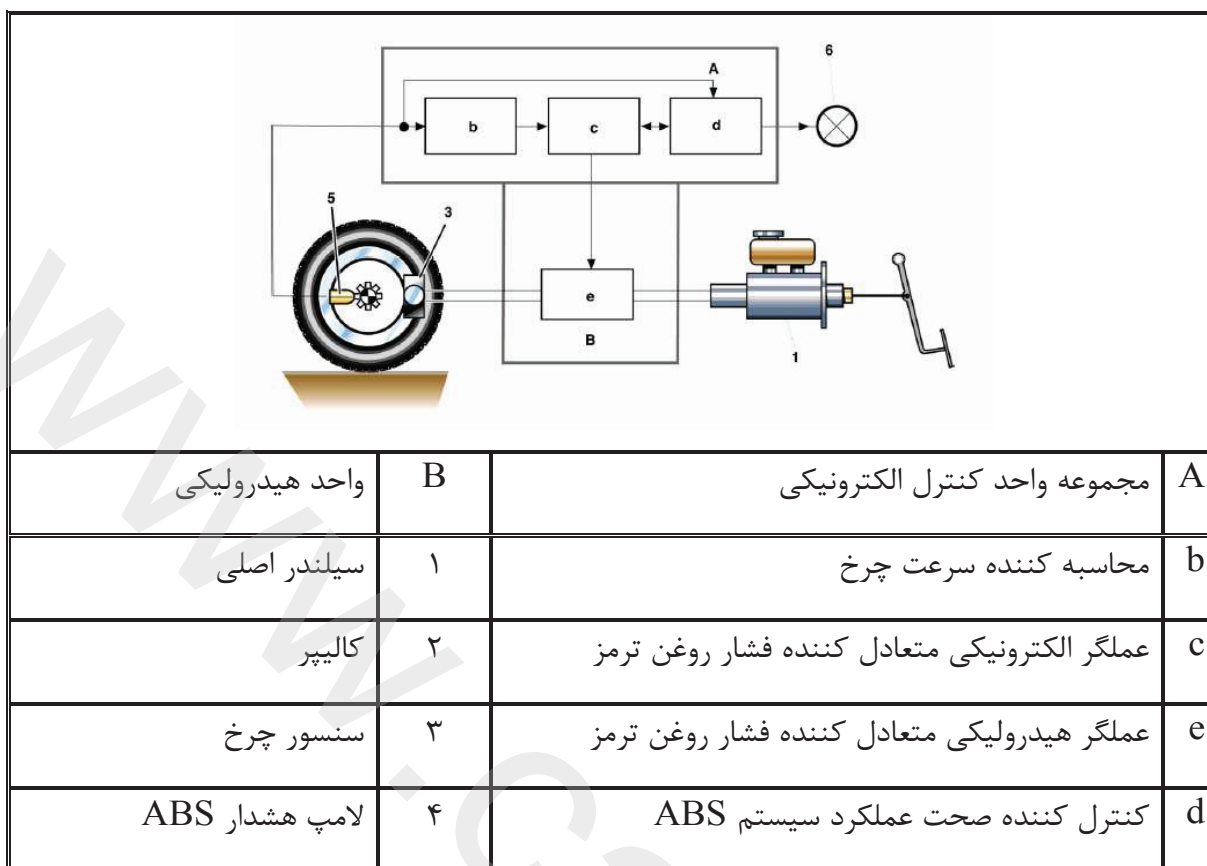 6
A
b
c
d
5
3
e
B
1
A مجموعه واحد کنترل الکترونیکی B واحد هیدرولیکی
b محاسبه کننده سرعت چرخ ۱ سیلندر اصلی
c عملگر الکترونیکی متعادل کننده فشار روغن ترمز ۲ کالیپر
e عملگر هیدرولیکی متعادل کننده فشار روغن ترمز ۳ سنسور چرخ
d کنترل کننده صحت عملکرد سیستم ABS ۴ لامپ هشدار ABS
www.c